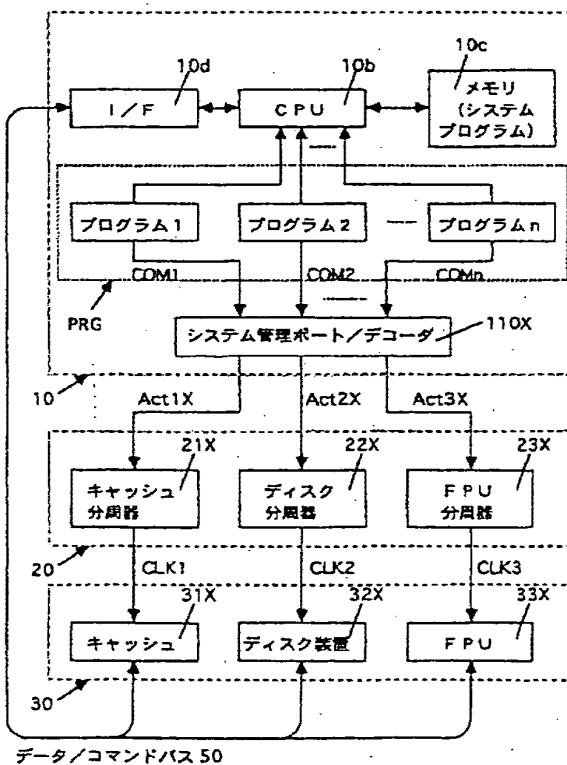 10d
10b
10c
I/F
CPU
メモリ
(システム
プログラム)
プログラム1
プログラム2
プログラムn
COM1
COM2
COMn
PRG
システム管理ポート/デコーダ
110X
10
Act1X
Act2X
Act3X
21X
22X
23X
キャッシュ
分周器
ディスク
分周器
FPU
分周器
20
CLK1
CLK2
CLK3
31X
32X
33X
キャッシュ
ディスク装置
FPU
30
データ/コマンドバス50